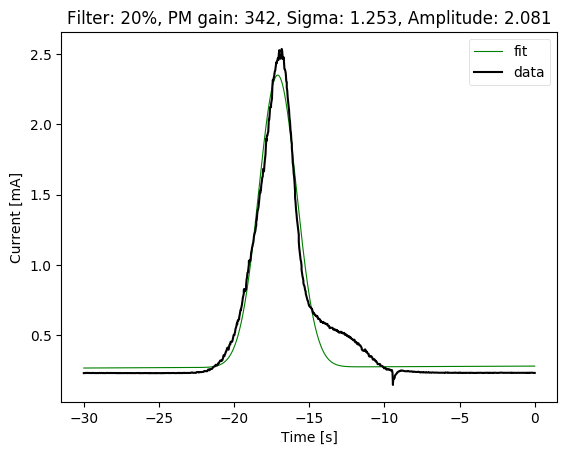 Filter: 20%, PM gain: 342, Sigma: 1.253, Amplitude: 2.081
fit
data
2.5
2.0
1.5
1.0
0.5
Current [mA]
−30
−25
−20
−15
−10
−5
0
Time [s]